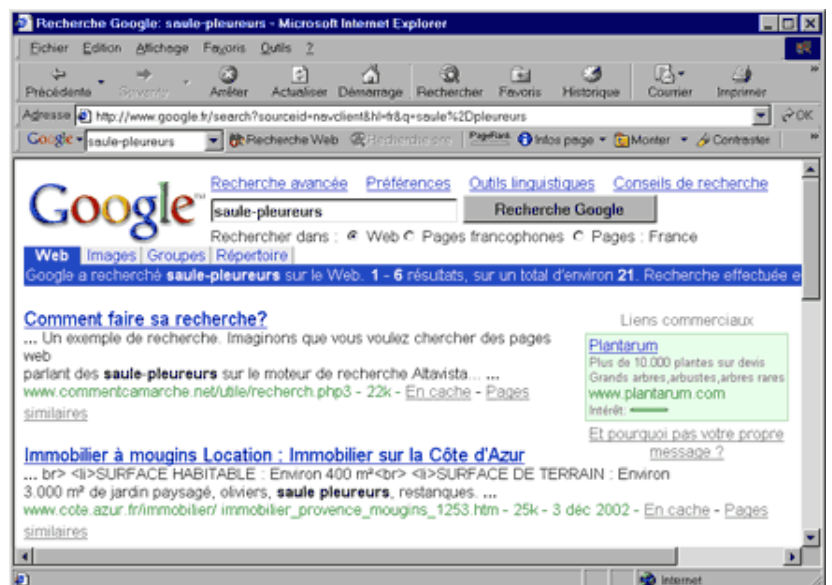 Recherche Google: saule-pleureurs - Microsoft Internet Explorer
Fichier Edition Affichage Favoris Outils ?
Précédente Suivante Arrêter Actualiser Démarrage Rechercher Favoris Historique Courrier Imprimer »
Adresse http://www.google.fr/search?sourceid=navclient&hl=fr&q=saule%2Dpleureurs OK
Google saule-pleureurs Recherche Web PageRank Infos page Monter Contraster »
Recherche avancée Préférences Outils linguistiques Conseils de recherche
Google™ saule-pleureurs Recherche Google
Rechercher dans : Web Pages francophones Pages : France
Web Images Groupes Répertoire
Google a recherché saule-pleureurs sur le Web. 1 - 6 résultats, sur un total d'environ 21. Recherche effectuée e
Comment faire sa recherche?
... Un exemple de recherche. Imaginons que vous voulez chercher des pages
web
parlant des saule-pleureurs sur le moteur de recherche Altavista... ...
www.commentcamarche.net/utile/recherch.php3 - 22k - En cache - Pages
similaires
Liens commerciaux
Plantarum
Plus de 10.000 plantes sur devis
Grands arbres,arbustes,arbres rares
www.plantarum.com
Intérêt:
Et pourquoi pas votre propre
message ?
Immobilier à mougins Location : Immobilier sur la Côte d'Azur
... br> <li>SURFACE HABITABLE : Environ 400 m²<br> <li>SURFACE DE TERRAIN : Environ
3.000 m² de jardin paysagé, oliviers, saule pleureurs, restanques. ...
www.cote.azur.fr/immobilier/ immobilier_provence_mougins_1253.htm - 25k - 3 déc 2002 - En cache - Pages
similaires
Internet